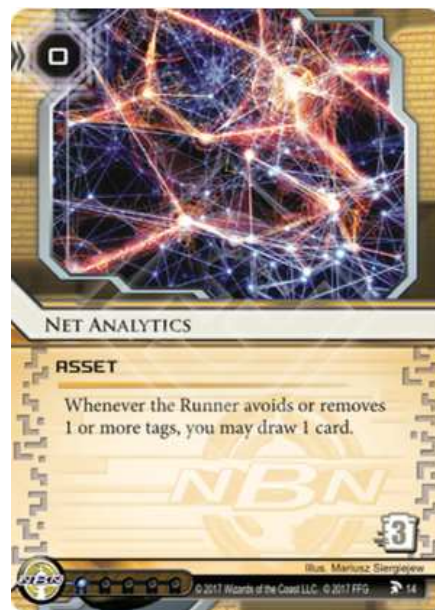 0
NET ANALYTICS
ASSET
Whenever the Runner avoids or removes
1 or more tags, you may draw 1 card.
NBN
3
Illus. Mariusz Siergiejew
NBN
© 2017 Wizards of the Coast LLC. © 2017 FFG 14